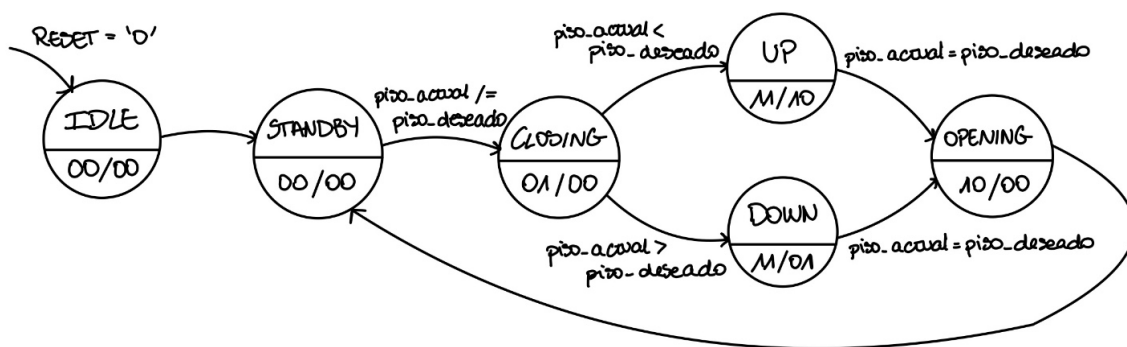 RESET = '0'
IDLE
00/00
STANDBY
00/00
piso_actual /=
piso_deseado
CLOSING
01/00
piso_actual <
piso_deseado
UP
11/10
piso_actual = piso_deseado
piso_actual >
piso_deseado
DOWN
11/01
piso_actual = piso_deseado
OPENING
10/00